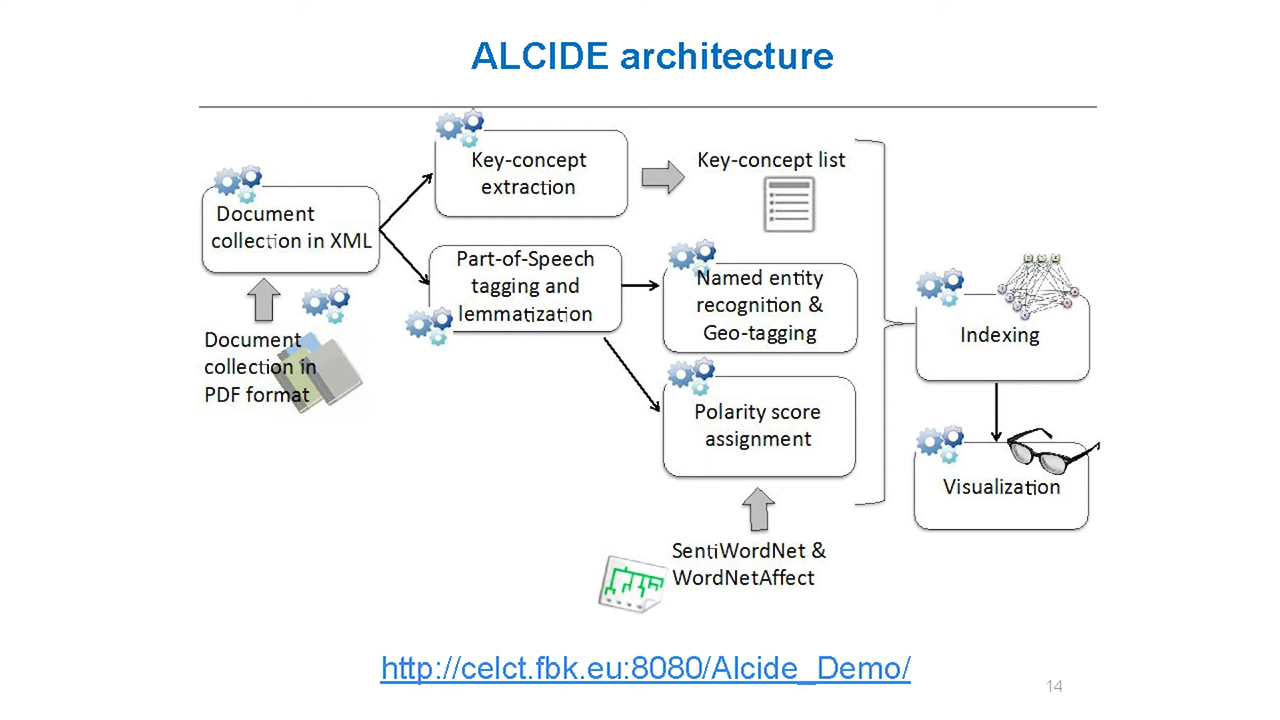 ALCIDE architecture
Key-concept
extraction
Key-concept list
Document
collection in XML
Part-of-Speech
tagging and
lemmatization
Named entity
recognition &
Geo-tagging
Indexing
Document
collection in
PDF format
Polarity score
assignment
Visualization
SentiWordNet &
WordNetAffect
http://celct.fbk.eu:8080/Alcide_Demo/
14